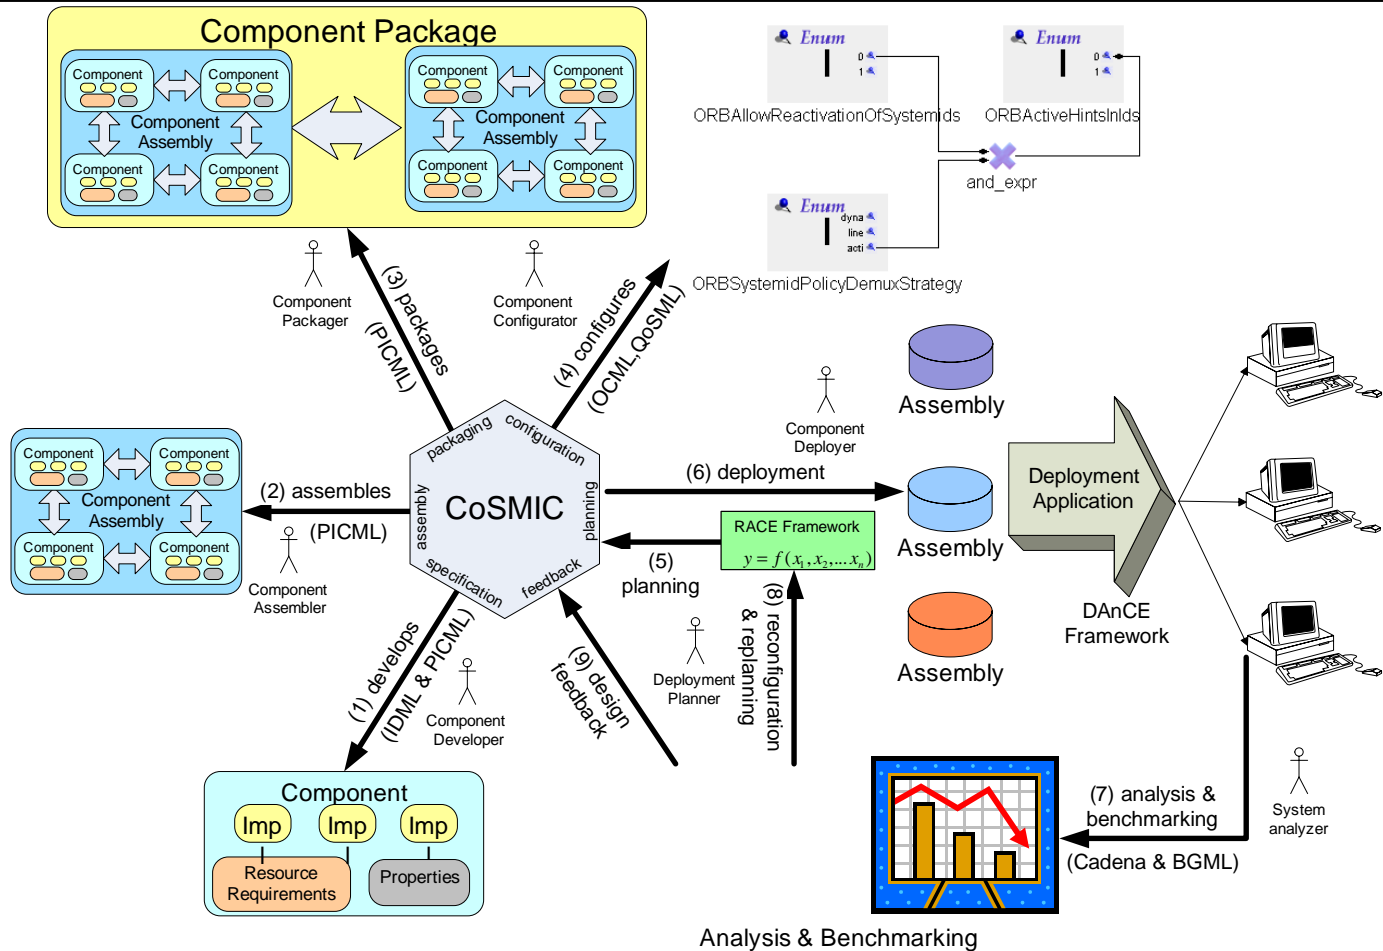 Component Package
Component
Component
Component
Assembly
Component
Component
Component
Component
Component
Assembly
Component
Component
Enum
0
1
ORBAllowReactivationOfSystemids
Enum
0
1
ORBActiveHintsInIds
and_expr
Enum
dyna
line
acti
ORBSystemidPolicyDemuxStrategy
Component
Packager
Component
Configurator
(3) packages
(PICML)
(4) configures
(OCML,QoSML)
Component
Component
Component
Assembly
Component
Component
(2) assembles
(PICML)
Component
Assembler
packaging
configuration
assembly
CoSMIC
planning
specification
feedback
Component
Deployer
(6) deployment
RACE Framework
y = f (x1, x2,... xn)
(5)
planning
Assembly
Assembly
Assembly
Deployment
Application
DAnCE
Framework
(1) develops
(IDML & PICML)
Component
Developer
(9) design
feedback
Deployment
Planner
(8) reconfiguration
& replanning
Component
Imp
Imp
Imp
Resource
Requirements
Properties
(7) analysis &
benchmarking
(Cadena & BGML)
System
analyzer
Analysis & Benchmarking